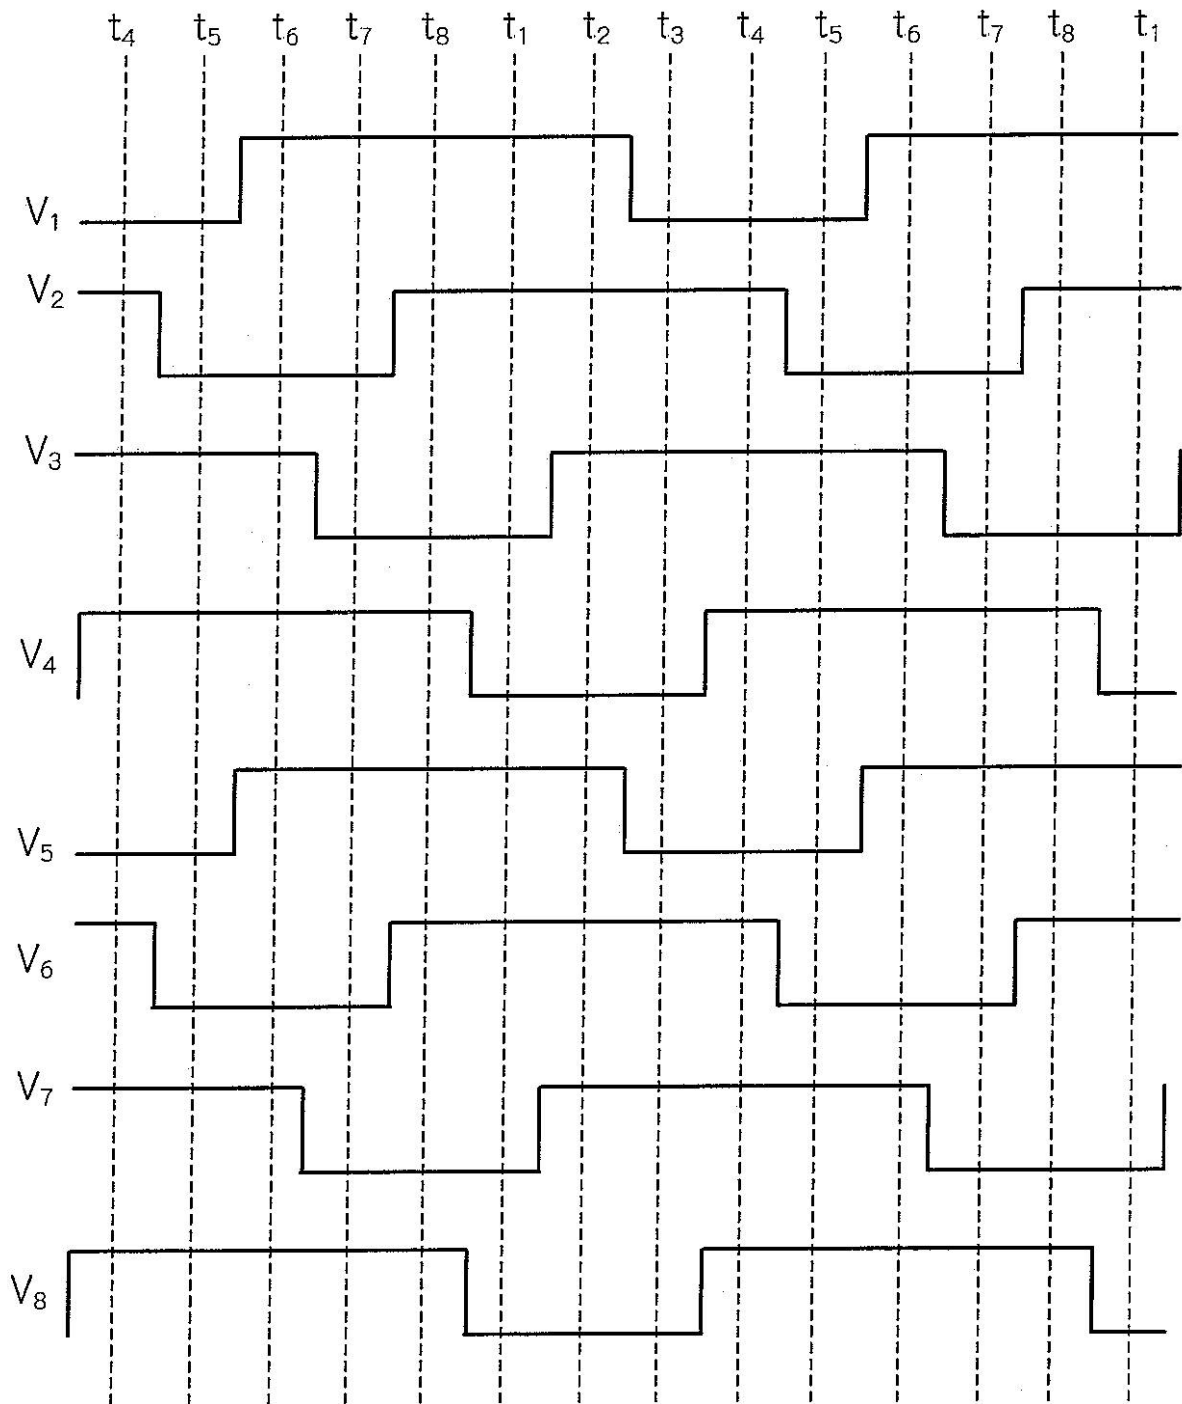 t₄ t₅ t₆ t₇ t₈ t₁ t₂ t₃ t₄ t₅ t₆ t₇ t₈ t₁
V₁
V₂
V₃
V₄
V₅
V₆
V₇
V₈